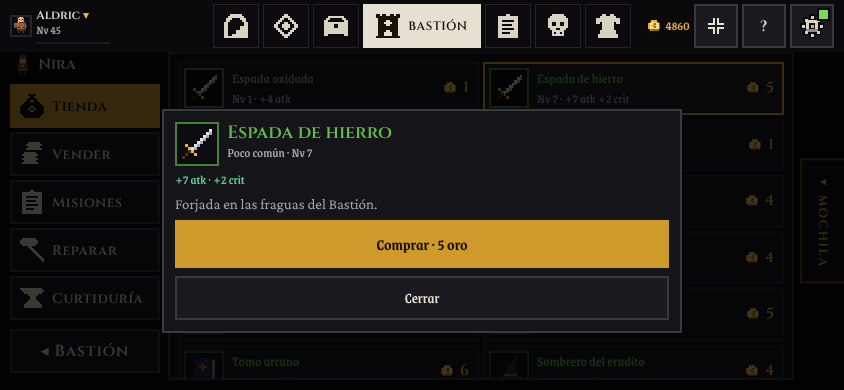 Aldric ▾
Nv 45
Bastión
4860
?
Nira
Tienda
Vender
Misiones
Reparar
Curtiduría
◂ Bastión
Espada oxidada
Nv 1 · +4 atk
1
Espada de hierro
Nv 7 · +7 atk +2 crit
5
1
4
4
5
Tomo arcano
6
Sombrero del erudito
4
Espada de hierro
Poco común · Nv 7
+7 atk · +2 crit
Forjada en las fraguas del Bastión.
Comprar · 5 oro
Cerrar
◂ Mochila